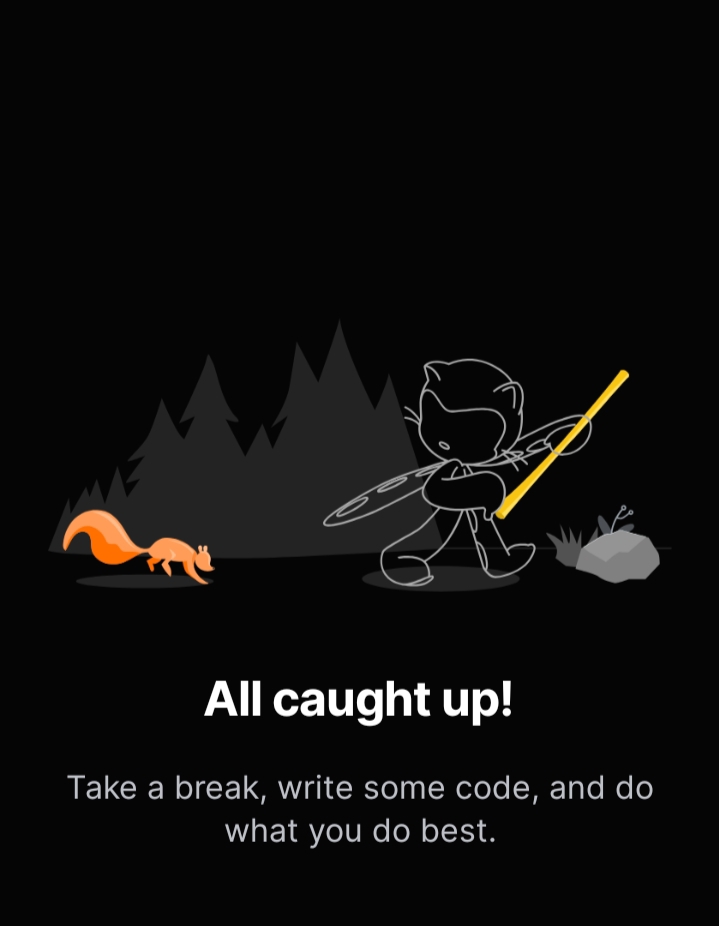 All caught up!
Take a break, write some code, and do
what you do best.